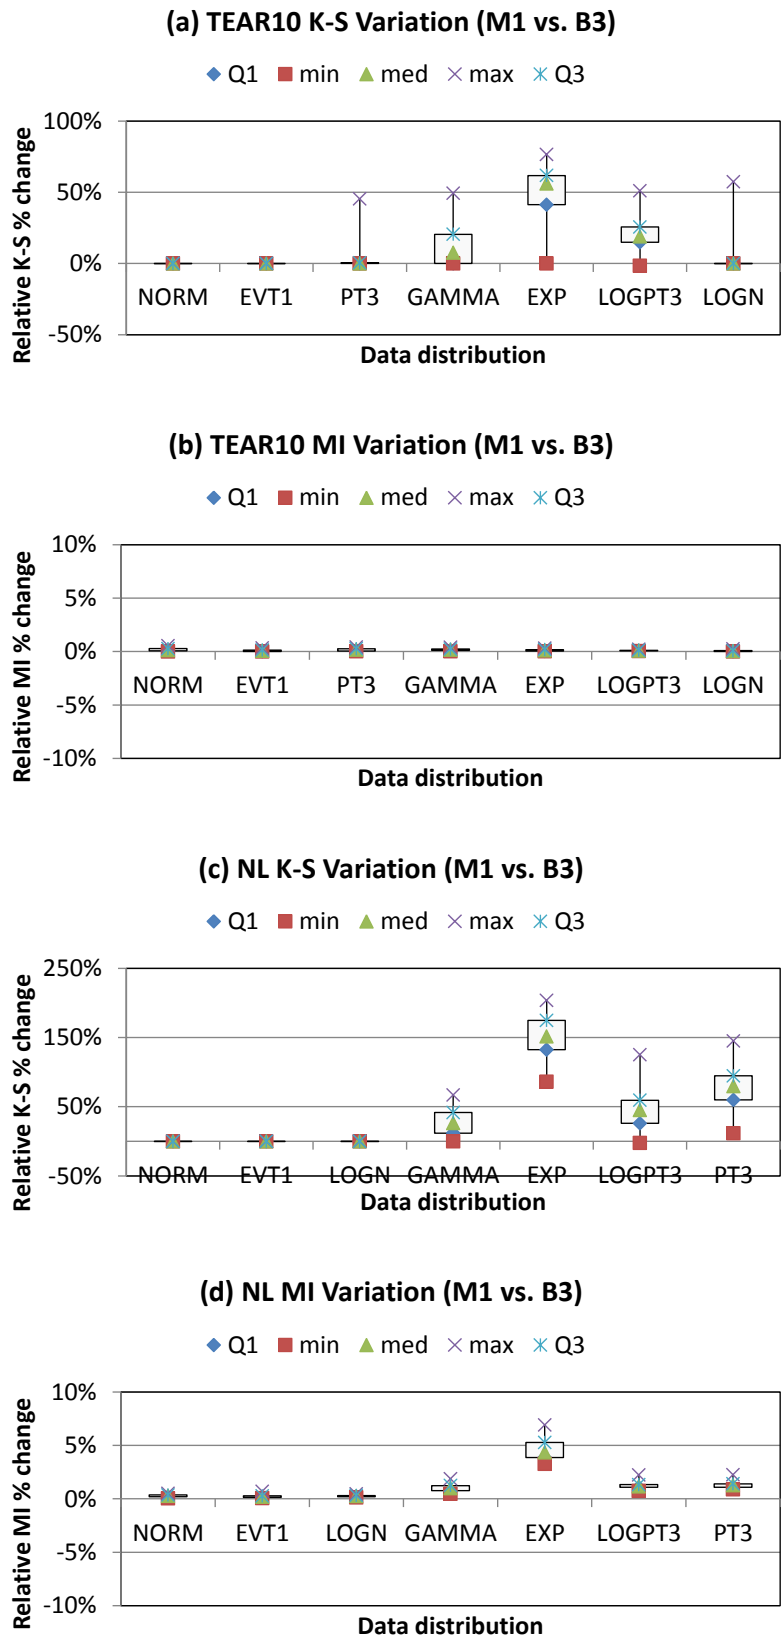 (a) TEAR10 K-S Variation (M1 vs. B3)
Q1 min med max Q3
Relative K-S % change
100%
50%
0%
-50%
NORM EVT1 PT3 GAMMA EXP LOGPT3 LOGN
Data distribution
(b) TEAR10 MI Variation (M1 vs. B3)
Q1 min med max Q3
Relative MI % change
10%
5%
0%
-5%
-10%
NORM EVT1 PT3 GAMMA EXP LOGPT3 LOGN
Data distribution
(c) NL K-S Variation (M1 vs. B3)
Q1 min med max Q3
Relative K-S % change
250%
150%
50%
-50%
NORM EVT1 LOGN GAMMA EXP LOGPT3 PT3
Data distribution
(d) NL MI Variation (M1 vs. B3)
Q1 min med max Q3
Relative MI % change
10%
5%
0%
-5%
-10%
NORM EVT1 LOGN GAMMA EXP LOGPT3 PT3
Data distribution